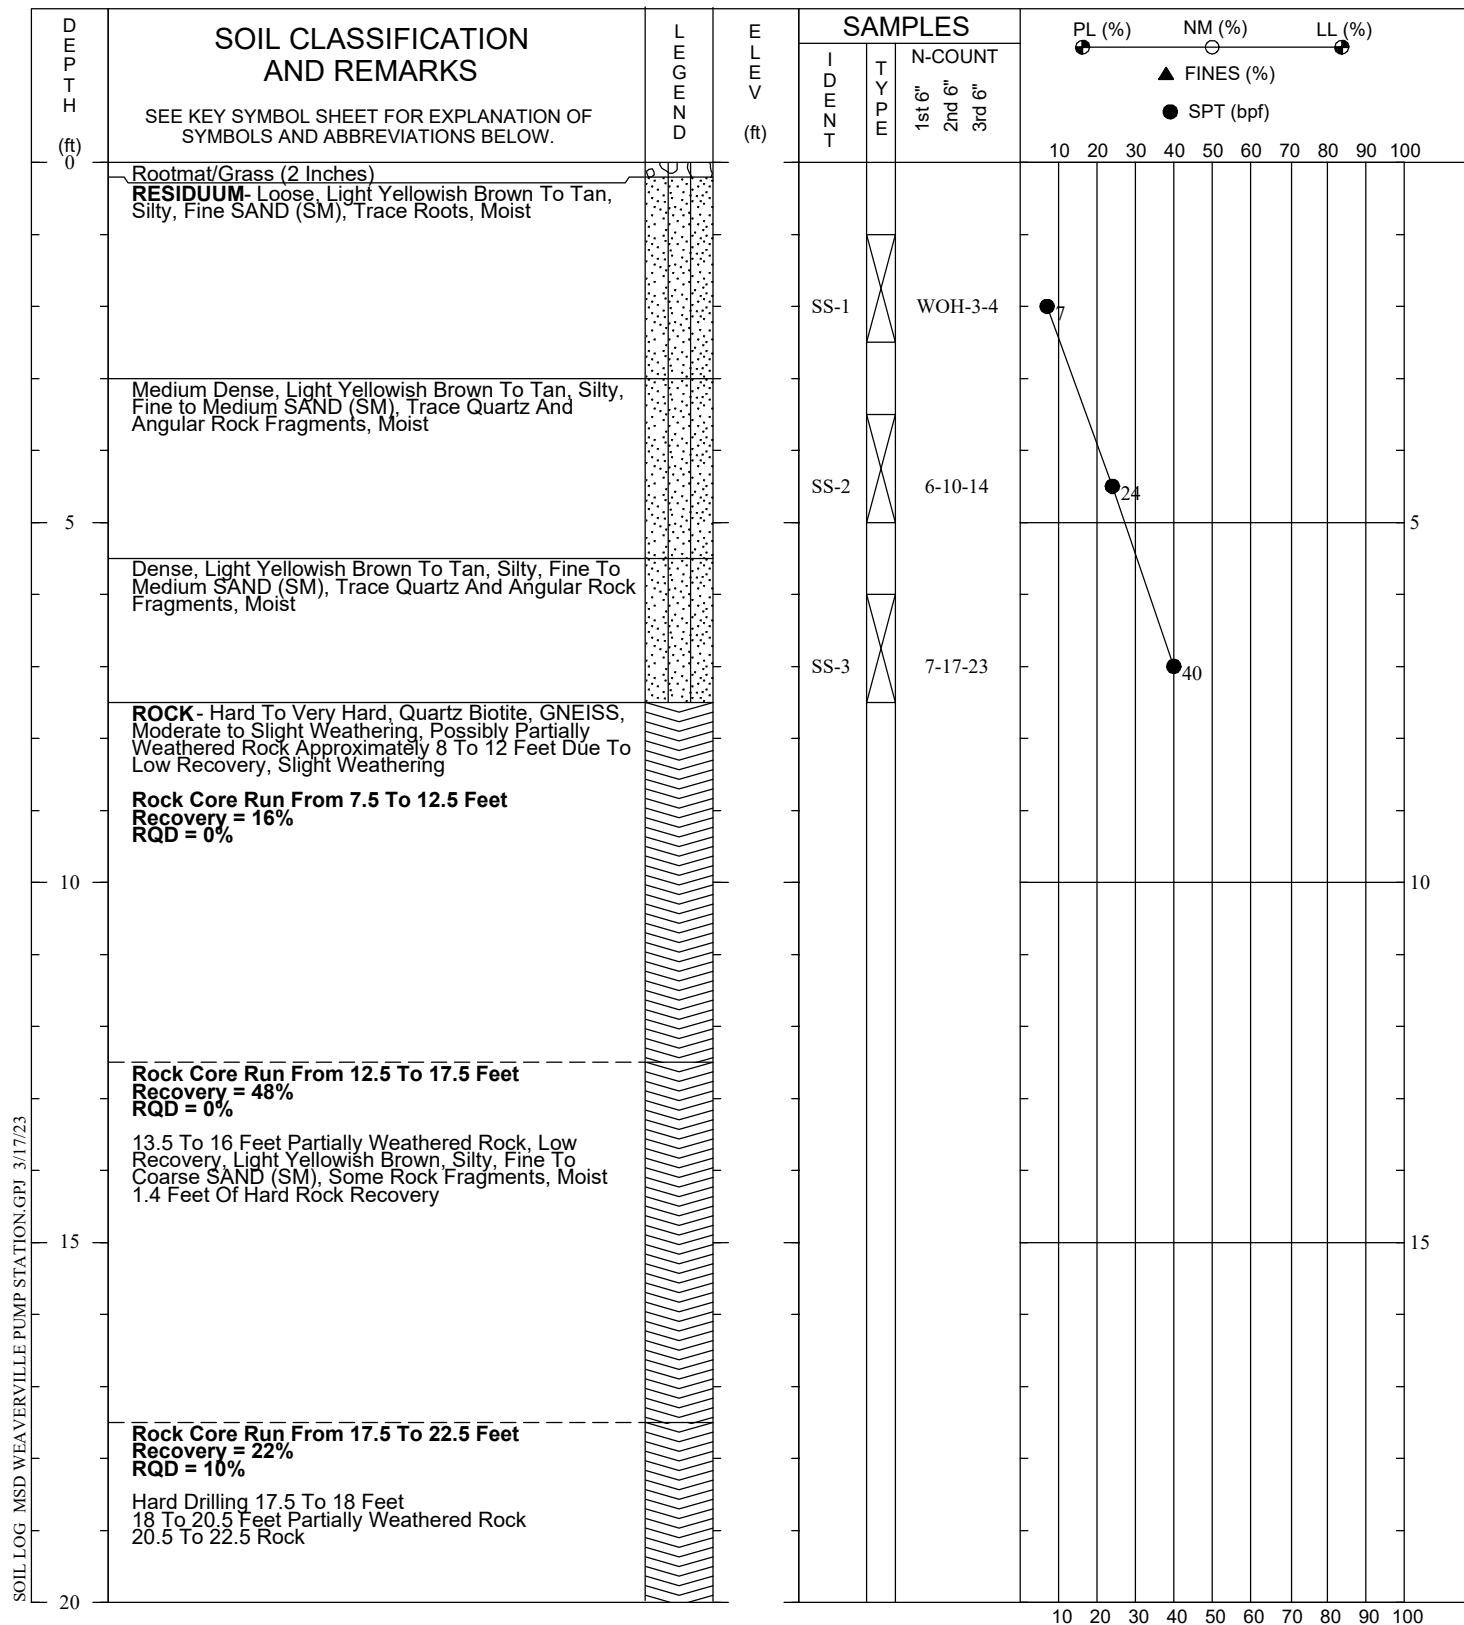 DEPTH
(ft)
SOIL CLASSIFICATION
AND REMARKS
SEE KEY SYMBOL SHEET FOR EXPLANATION OF
SYMBOLS AND ABBREVIATIONS BELOW.
LEGEND
ELEV
(ft)
SAMPLES
IDENT
TYPE
N-COUNT
1st 6"
2nd 6"
3rd 6"
PL (%) NM (%) LL (%)
FINES (%)
SPT (bpf)
10 20 30 40 50 60 70 80 90 100
0
Rootmat/Grass (2 Inches)
RESIDUUM- Loose, Light Yellowish Brown To Tan,
Silty, Fine SAND (SM), Trace Roots, Moist
SS-1 WOH-3-4 7
Medium Dense, Light Yellowish Brown To Tan, Silty,
Fine to Medium SAND (SM), Trace Quartz And
Angular Rock Fragments, Moist
SS-2 6-10-14 24
5 5
Dense, Light Yellowish Brown To Tan, Silty, Fine To
Medium SAND (SM), Trace Quartz And Angular Rock
Fragments, Moist
SS-3 7-17-23 40
ROCK - Hard To Very Hard, Quartz Biotite, GNEISS,
Moderate to Slight Weathering, Possibly Partially
Weathered Rock Approximately 8 To 12 Feet Due To
Low Recovery, Slight Weathering
Rock Core Run From 7.5 To 12.5 Feet
Recovery = 16%
RQD = 0%
10 10
Rock Core Run From 12.5 To 17.5 Feet
Recovery = 48%
RQD = 0%
13.5 To 16 Feet Partially Weathered Rock, Low
Recovery, Light Yellowish Brown, Silty, Fine To
Coarse SAND (SM), Some Rock Fragments, Moist
1.4 Feet Of Hard Rock Recovery
15 15
Rock Core Run From 17.5 To 22.5 Feet
Recovery = 22%
RQD = 10%
Hard Drilling 17.5 To 18 Feet
18 To 20.5 Feet Partially Weathered Rock
20.5 To 22.5 Rock
20
10 20 30 40 50 60 70 80 90 100
SOIL LOG MSD WEAVERVILLE PUMP STATION.GPJ 3/17/23